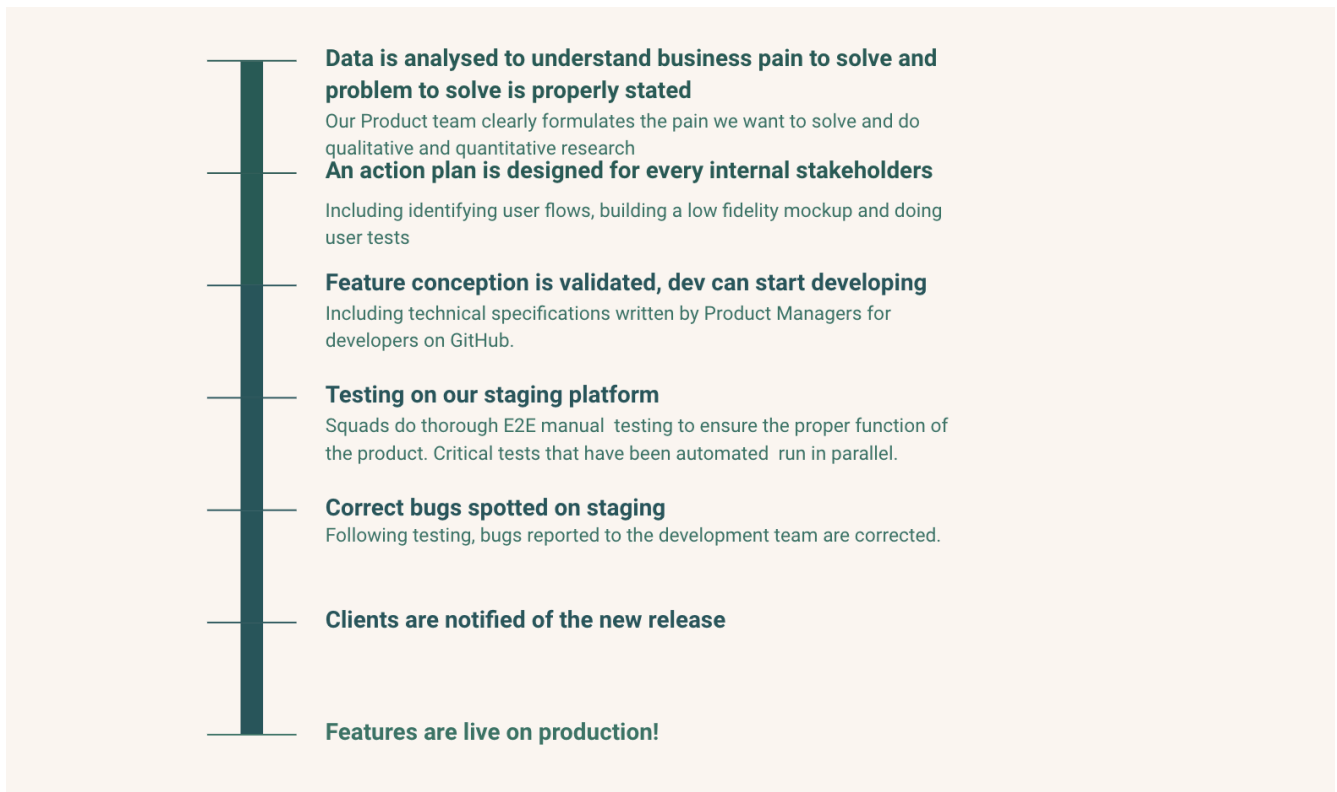 Data is analysed to understand business pain to solve and
problem to solve is properly stated
Our Product team clearly formulates the pain we want to solve and do
qualitative and quantitative research
An action plan is designed for every internal stakeholders
Including identifying user flows, building a low fidelity mockup and doing
user tests
Feature conception is validated, dev can start developing
Including technical specifications written by Product Managers for
developers on GitHub.
Testing on our staging platform
Squads do thorough E2E manual  testing to ensure the proper function of
the product. Critical tests that have been automated  run in parallel.
Correct bugs spotted on staging
Following testing, bugs reported to the development team are corrected.
Clients are notified of the new release
Features are live on production!